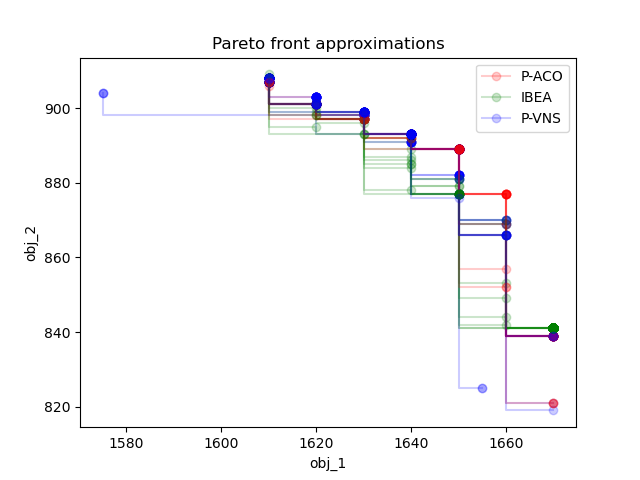 Pareto front approximations
P-ACO
IBEA
P-VNS
900
880
860
840
820
obj_2
1580 1600 1620 1640 1660
obj_1